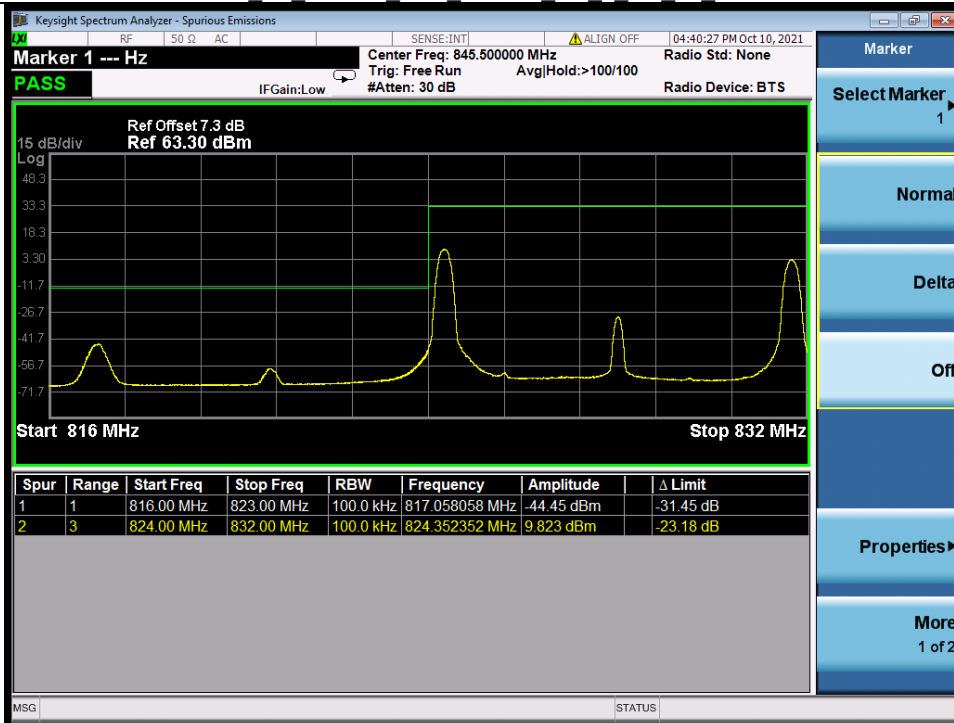 Keysight Spectrum Analyzer - Spurious Emissions
LXI RF 50 Ω AC SENSE:INT ALIGN OFF 04:40:27 PM Oct 10, 2021
Marker 1 --- Hz
PASS
IFGain:Low
Center Freq: 845.500000 MHz
Trig: Free Run Avg|Hold:>100/100
#Atten: 30 dB
Radio Std: None
Radio Device: BTS
Ref Offset 7.3 dB
15 dB/div Ref 63.30 dBm
Log
48.3
33.3
18.3
3.30
-11.7
-26.7
-41.7
-56.7
-71.7
Start 816 MHz Stop 832 MHz
Spur Range Start Freq Stop Freq RBW Frequency Amplitude Δ Limit
1 1 816.00 MHz 823.00 MHz 100.0 kHz 817.058058 MHz -44.45 dBm -31.45 dB
2 3 824.00 MHz 832.00 MHz 100.0 kHz 824.352352 MHz 9.823 dBm -23.18 dB
MSG STATUS
Marker
Select Marker
1
Normal
Delta
Off
Properties
More
1 of 2